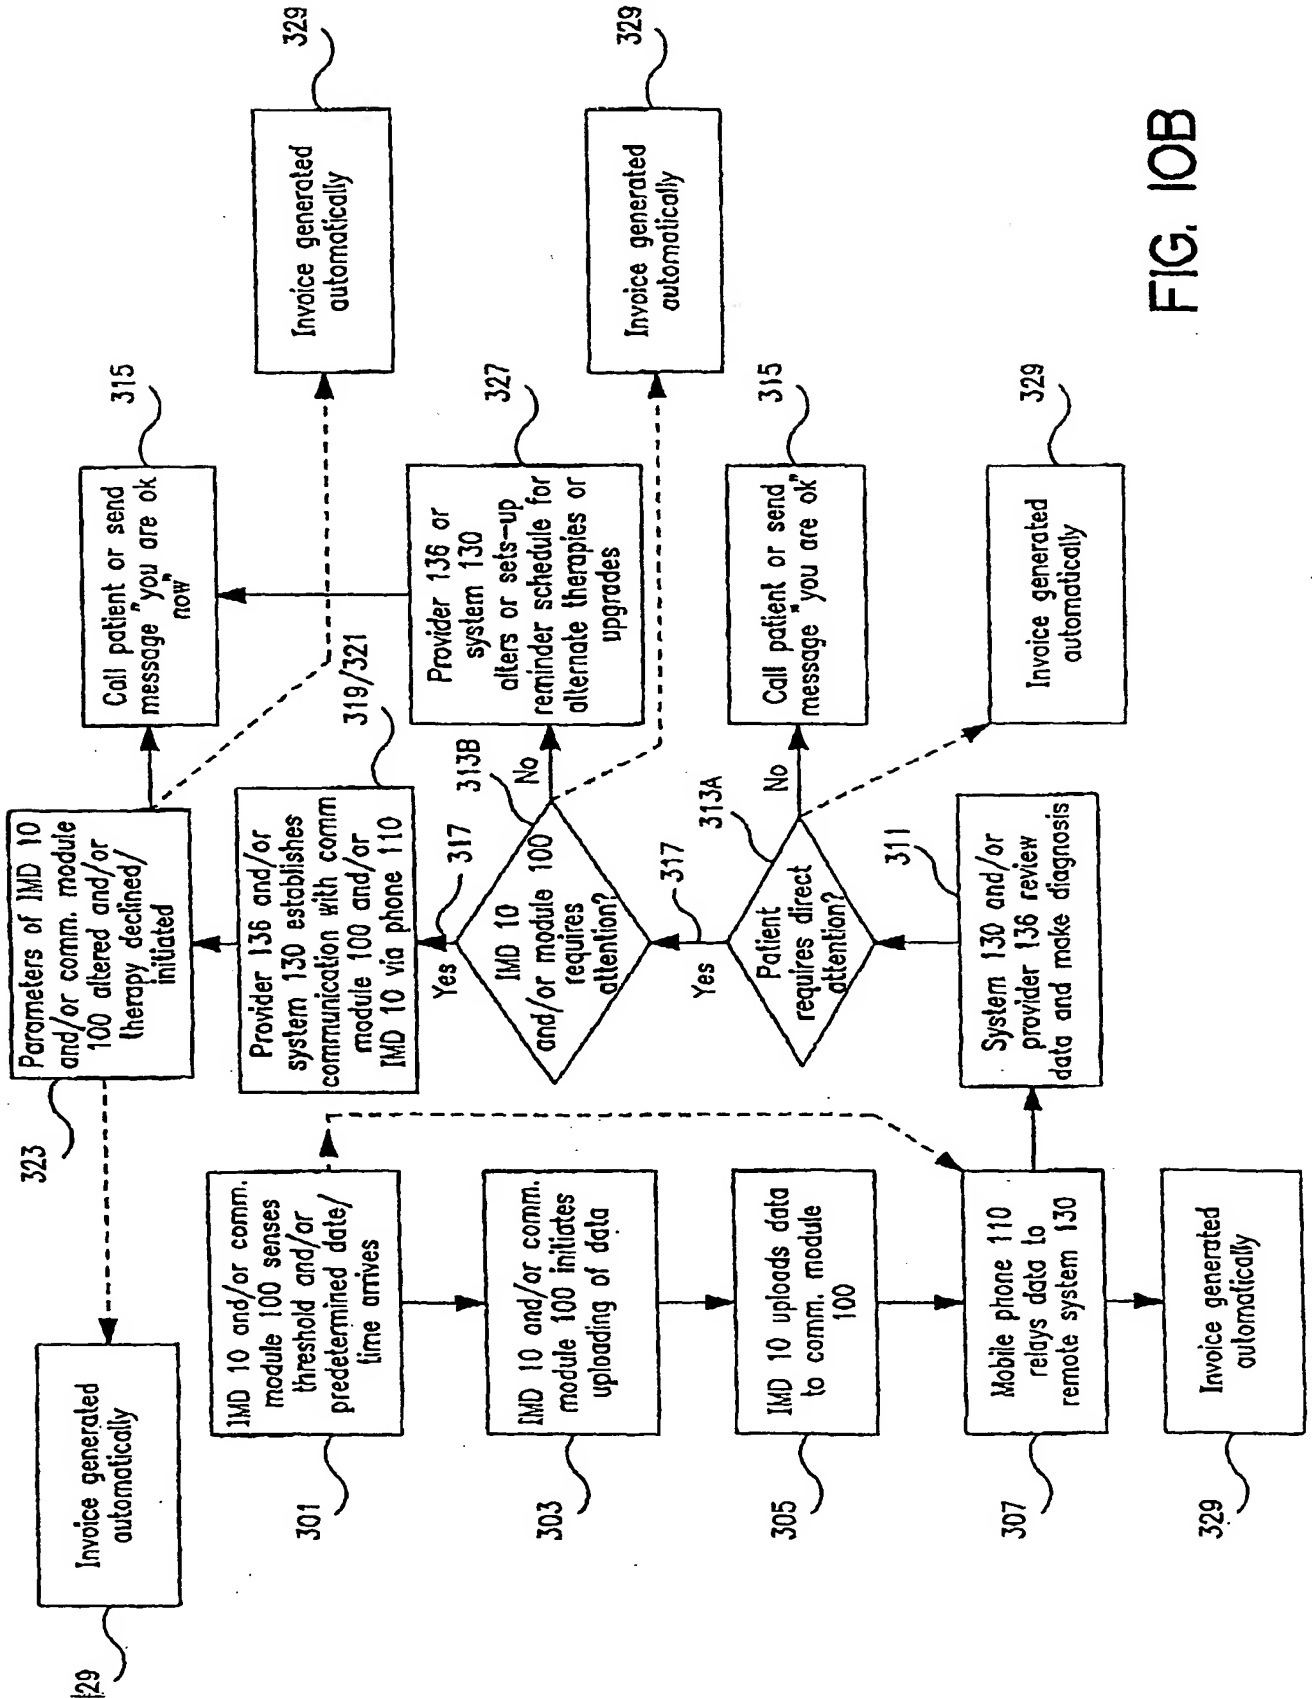 IMD 10 and/or comm.
module 100 senses
threshold and/or
predetermined date/
time arrives
301
IMD 10 and/or comm.
module 100 initiates
uploading of data
303
IMD 10 uploads data
to comm. module
100
305
Mobile phone 110
relays data to
remote system 130
307
Invoice generated
automatically
329
System 130 and/or
provider 136 review
data and make diagnosis
311
Patient
requires direct
attention?
313A
No
Call patient or send
message "you are ok"
315
Invoice generated
automatically
329
Yes
317
IMD 10
and/or module 100
requires
attention?
313B
No
Provider 136 or
system 130
alters or sets-up
reminder schedule for
alternate therapies or
upgrades
327
Invoice generated
automatically
329
Yes
317
Provider 136 and/or
system 130 establishes
communication with comm
module 100 and/or
IMD 10 via phone 110
319/321
Parameters of IMD 10
and/or comm. module
100 altered and/or
therapy declined/
initiated
323
Call patient or send
message "you are ok
now"
315
Invoice generated
automatically
329
Invoice generated
automatically
29
FIG. 10B